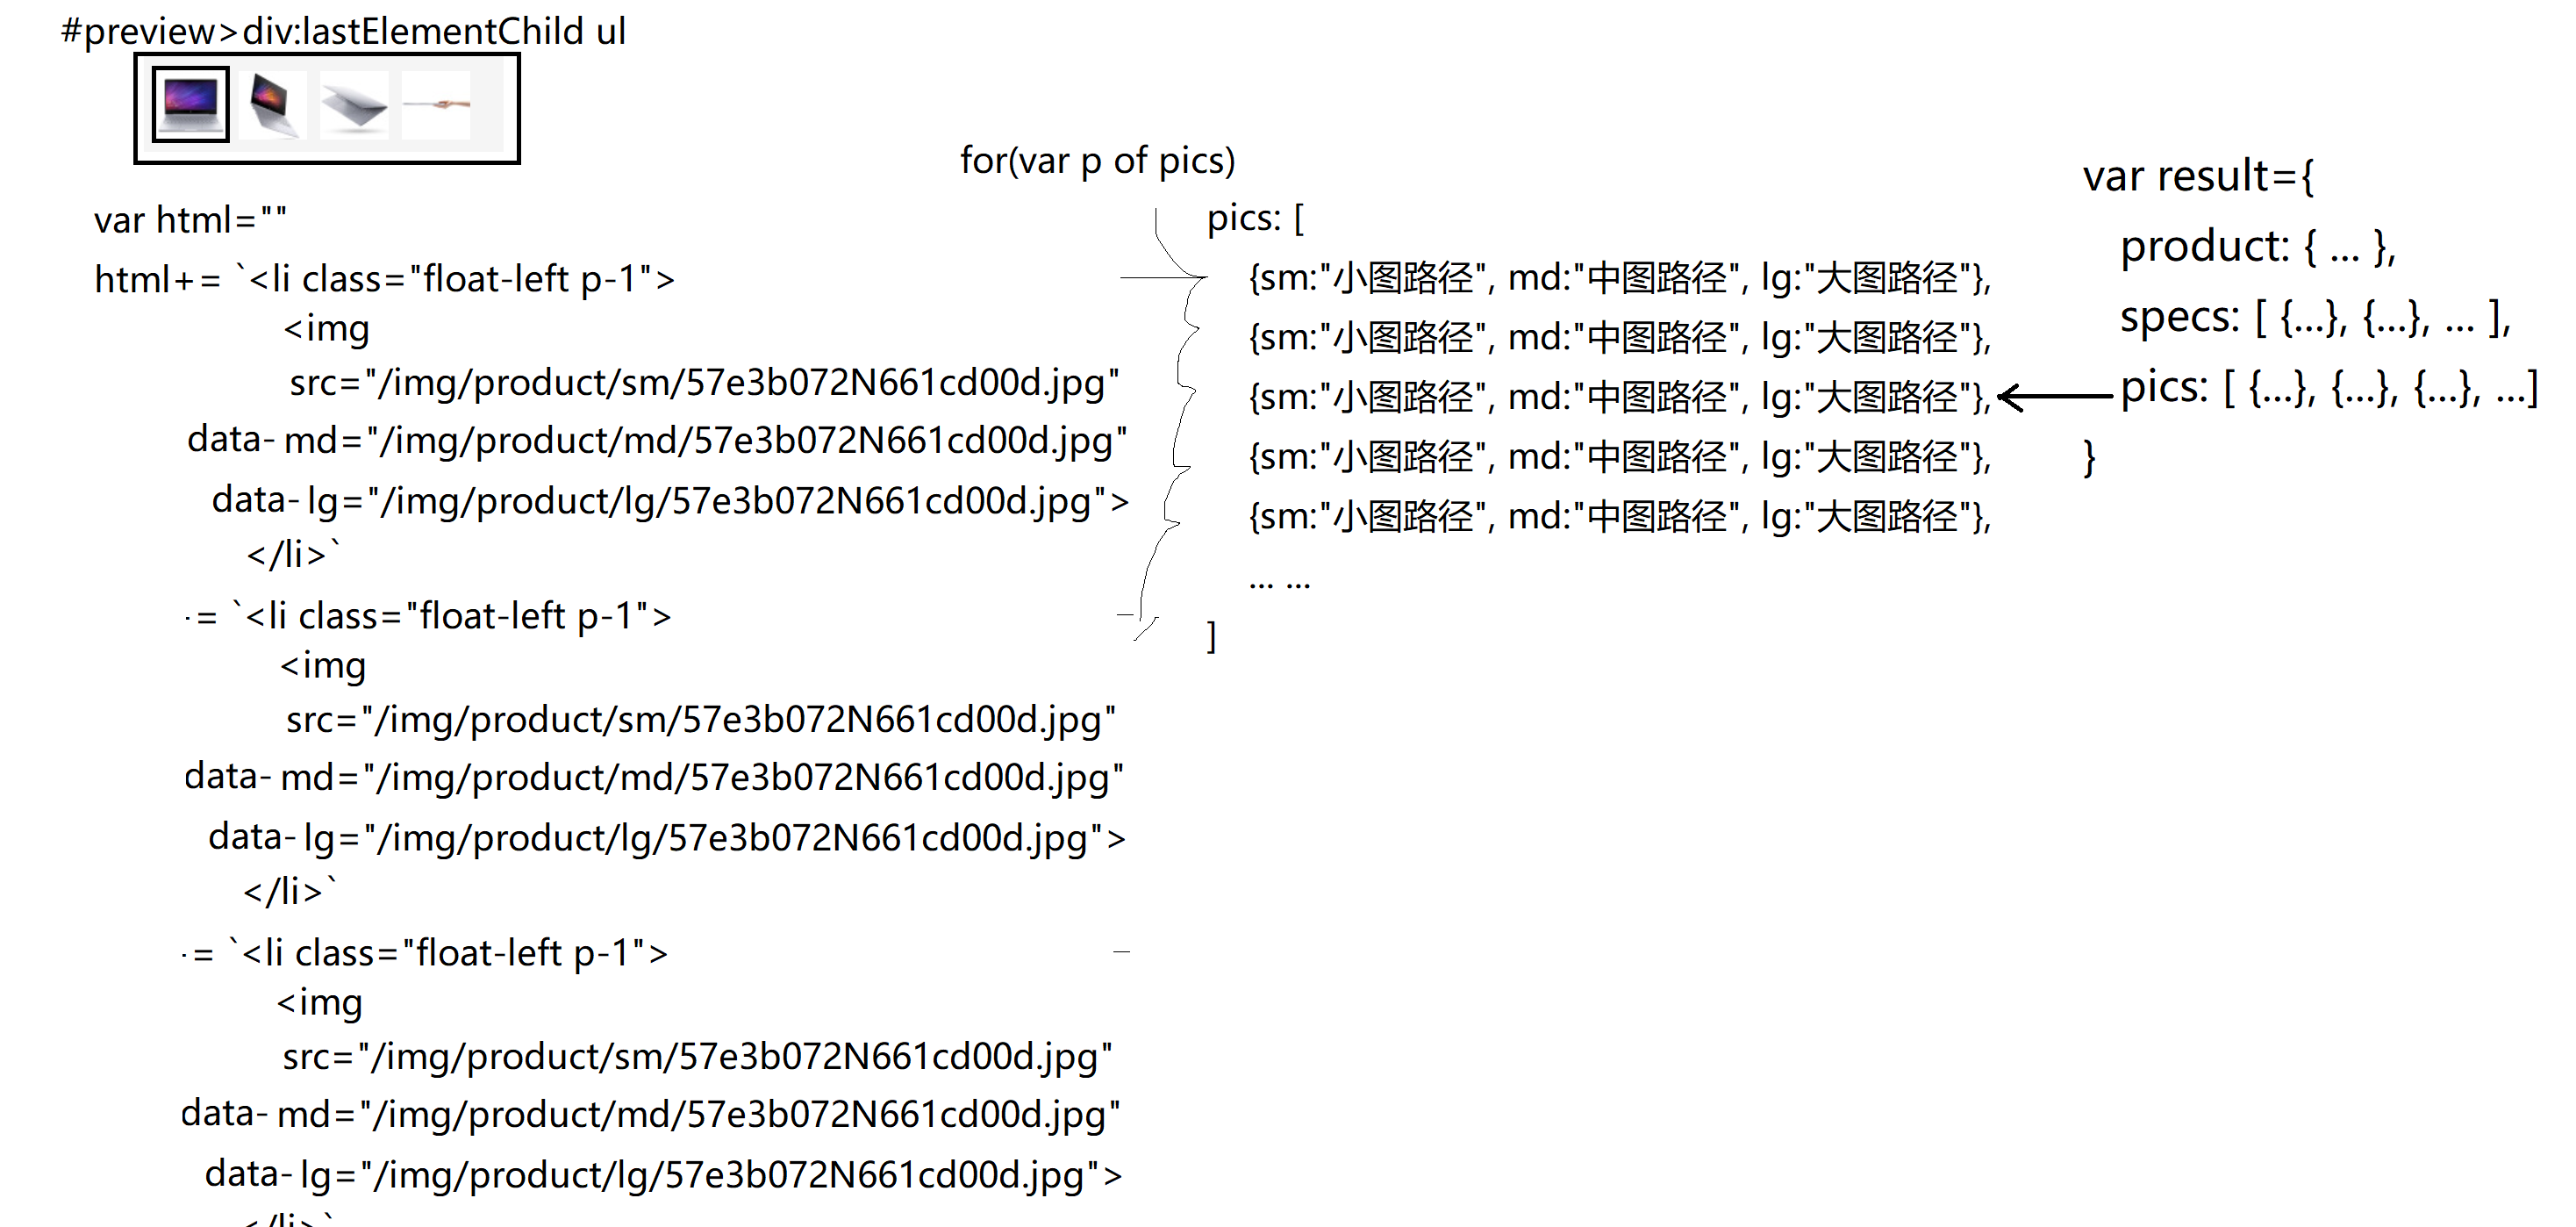 #preview>div:lastElementChild ul
var html=""
html+= `<li class="float-left p-1">
<img
src="/img/product/sm/57e3b072N661cd00d.jpg"
data- md="/img/product/md/57e3b072N661cd00d.jpg"
data- lg="/img/product/lg/57e3b072N661cd00d.jpg">
</li>`
= `<li class="float-left p-1">
<img
src="/img/product/sm/57e3b072N661cd00d.jpg"
data- md="/img/product/md/57e3b072N661cd00d.jpg"
data- lg="/img/product/lg/57e3b072N661cd00d.jpg">
</li>`
= `<li class="float-left p-1">
<img
src="/img/product/sm/57e3b072N661cd00d.jpg"
data- md="/img/product/md/57e3b072N661cd00d.jpg"
data- lg="/img/product/lg/57e3b072N661cd00d.jpg">
</li>`
for(var p of pics)
pics: [
{sm:"小图路径", md:"中图路径", lg:"大图路径"},
{sm:"小图路径", md:"中图路径", lg:"大图路径"},
{sm:"小图路径", md:"中图路径", lg:"大图路径"},
{sm:"小图路径", md:"中图路径", lg:"大图路径"},
{sm:"小图路径", md:"中图路径", lg:"大图路径"},
... ...
]
var result={
product: { ... },
specs: [ {...}, {...}, ... ],
pics: [ {...}, {...}, {...}, ...]
}